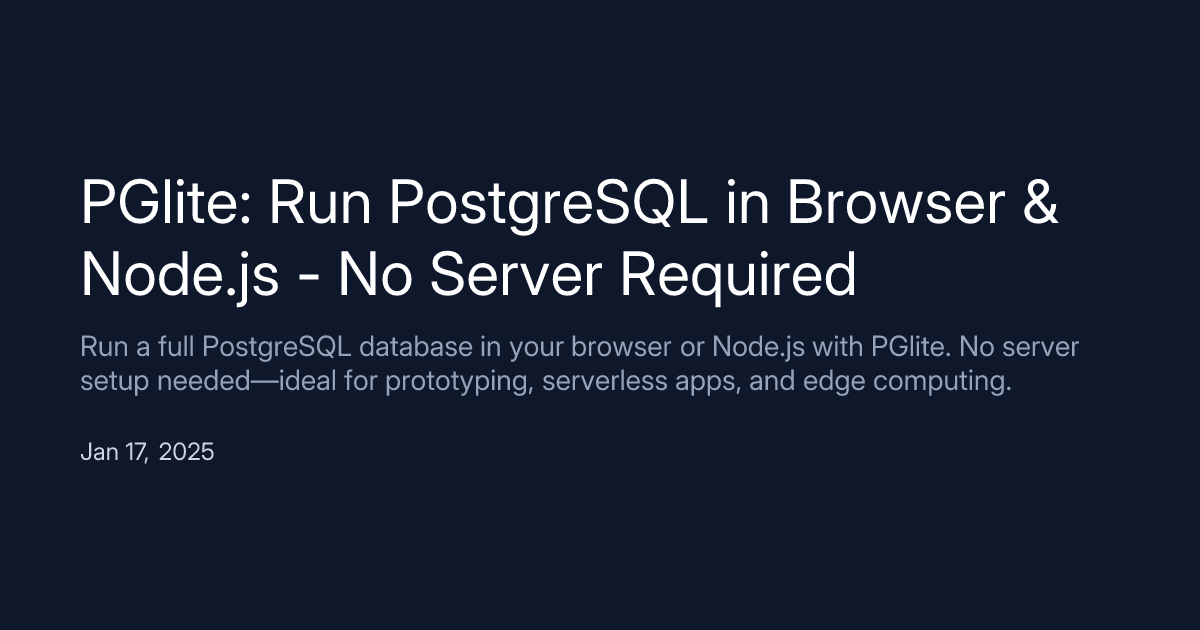 PGlite: Run PostgreSQL in Browser &
Node.js - No Server Required
Run a full PostgreSQL database in your browser or Node.js with PGlite. No server
setup needed—ideal for prototyping, serverless apps, and edge computing.
Jan 17, 2025